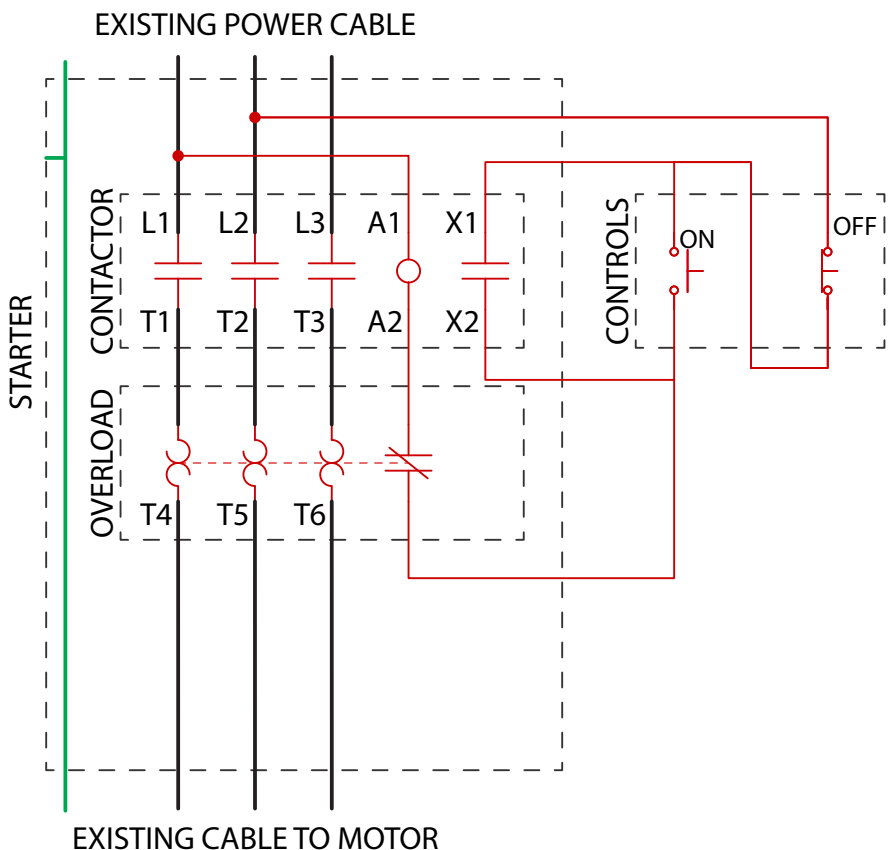 EXISTING POWER CABLE
STARTER
CONTACTOR
L1 L2 L3 A1 X1
T1 T2 T3 A2 X2
CONTROLS
ON
OFF
OVERLOAD
T4 T5 T6
EXISTING CABLE TO MOTOR